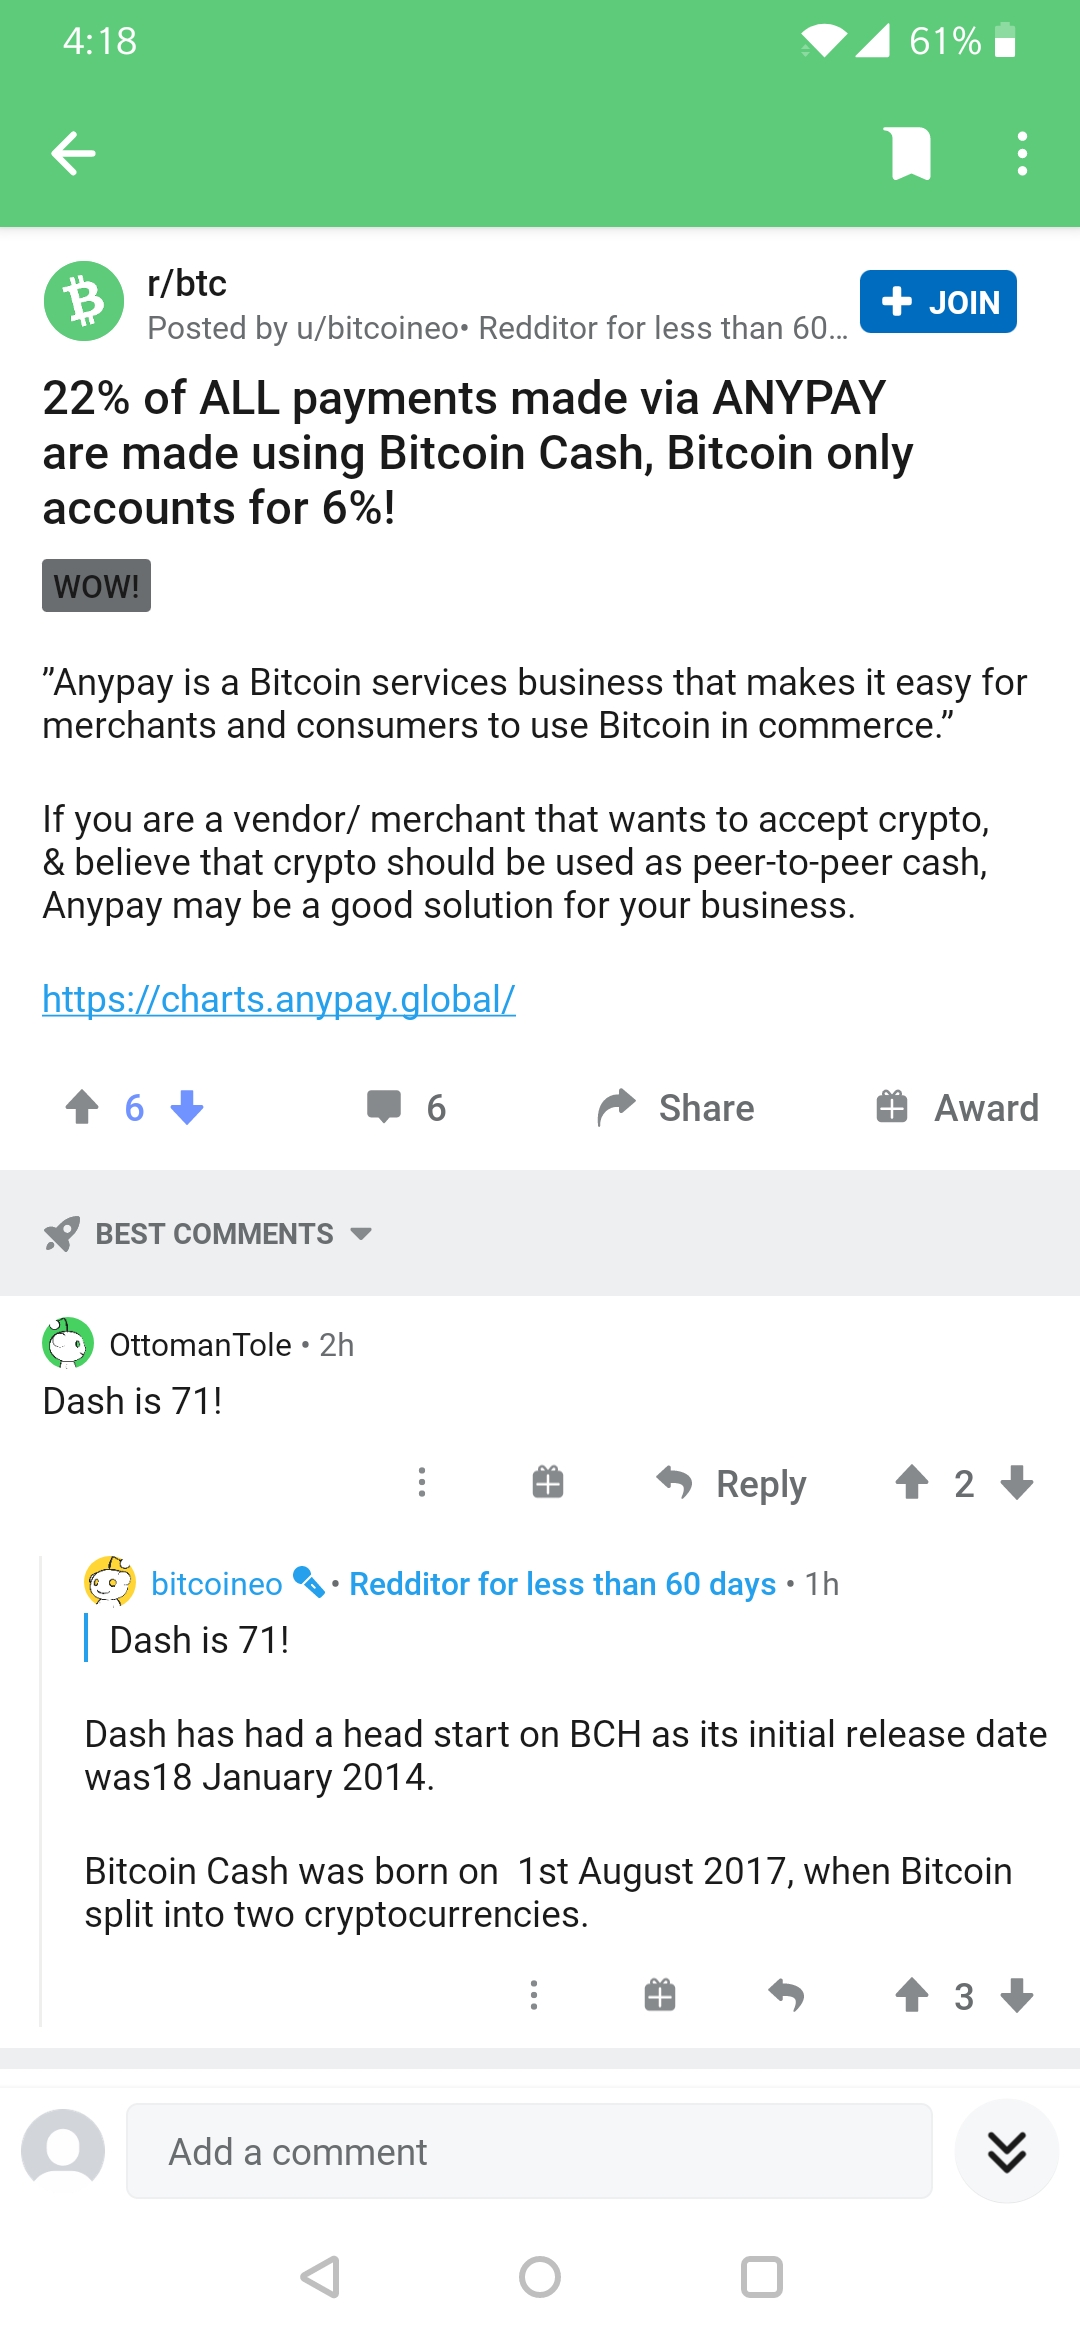 4:18
61%
r/btc
Posted by u/bitcoineo• Redditor for less than 60...
JOIN
22% of ALL payments made via ANYPAY
are made using Bitcoin Cash, Bitcoin only
accounts for 6%!
WOW!
”Anypay is a Bitcoin services business that makes it easy for
merchants and consumers to use Bitcoin in commerce.”
If you are a vendor/ merchant that wants to accept crypto,
& believe that crypto should be used as peer-to-peer cash,
Anypay may be a good solution for your business.
https://charts.anypay.global/
6
6
Share
Award
BEST COMMENTS
OttomanTole • 2h
Dash is 71!
Reply
2
bitcoineo • Redditor for less than 60 days • 1h
Dash is 71!
Dash has had a head start on BCH as its initial release date
was18 January 2014.
Bitcoin Cash was born on  1st August 2017, when Bitcoin
split into two cryptocurrencies.
3
Add a comment